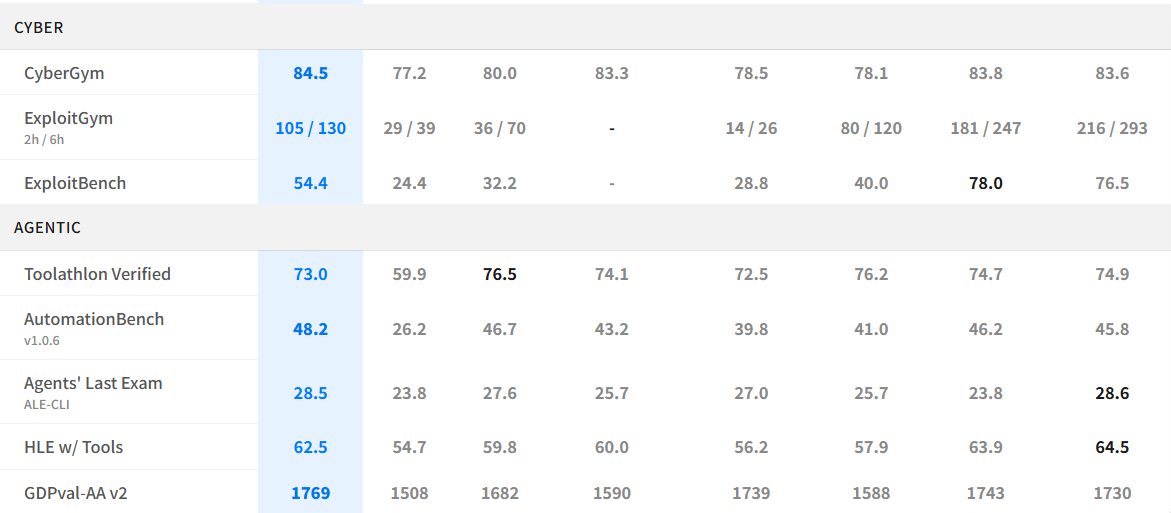 CYBER
CyberGym 84.5 77.2 80.0 83.3 78.5 78.1 83.8 83.6
ExploitGym 105 / 130 29 / 39 36 / 70 - 14 / 26 80 / 120 181 / 247 216 / 293
2h / 6h
ExploitBench 54.4 24.4 32.2 - 28.8 40.0 78.0 76.5
AGENTIC
Toolathlon Verified 73.0 59.9 76.5 74.1 72.5 76.2 74.7 74.9
AutomationBench 48.2 26.2 46.7 43.2 39.8 41.0 46.2 45.8
v1.0.6
Agents' Last Exam 28.5 23.8 27.6 25.7 27.0 25.7 23.8 28.6
ALE-CLI
HLE w/ Tools 62.5 54.7 59.8 60.0 56.2 57.9 63.9 64.5
GDPval-AA v2 1769 1508 1682 1590 1739 1588 1743 1730